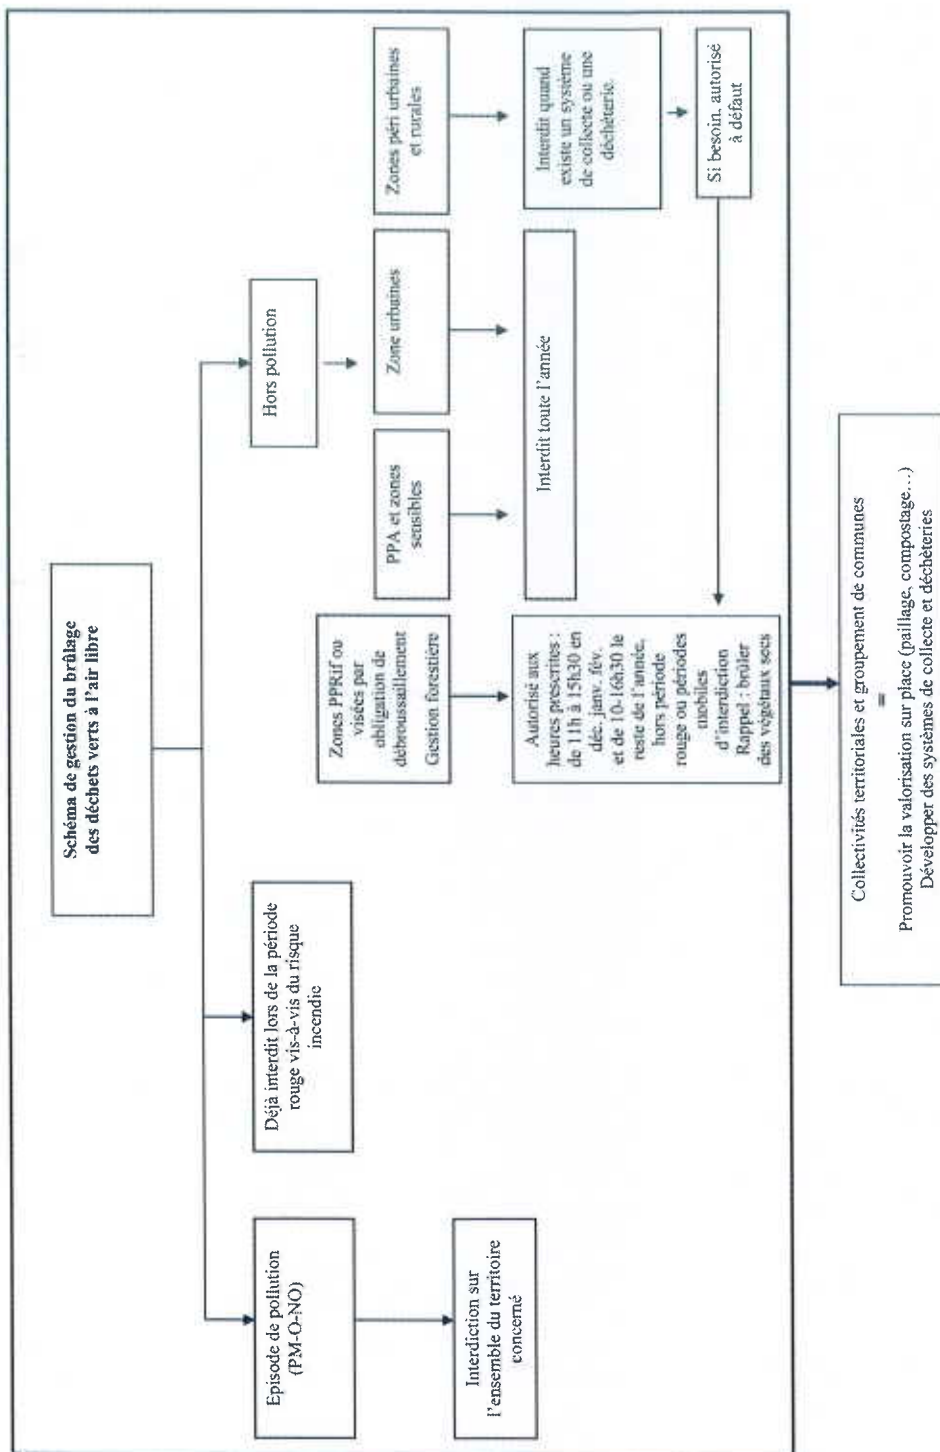 Schéma de gestion du brûlage
des déchets verts à l'air libre
Episode de pollution
(PM-O-NO)
Déjà interdit lors de la période
rouge vis-à-vis du risque
incendie
Hors pollution
Interdiction sur
l'ensemble du territoire
concerné
Zones PPRif ou
visées par
obligation de
débroussaillement
Gestion forestière
PPA et zones
sensibles
Zone urbaines
Zones péri urbaines
et rurales
Autorisé aux
heures prescrites :
de 11h à 15h30 en
déc. janv. fév.
et de 10-16h30 le
reste de l'année,
hors période
rouge ou périodes
mobiles
d'interdiction
Rappel : brûler
des végétaux secs
Interdit toute l'année
Interdit quand
existe un système
de collecte ou une
déchèterie.
Si besoin, autorisé
à défaut
Collectivités territoriales et groupement de communes
=
Promouvoir la valorisation sur place (paillage, compostage…)
Développer des systèmes de collecte et déchèteries